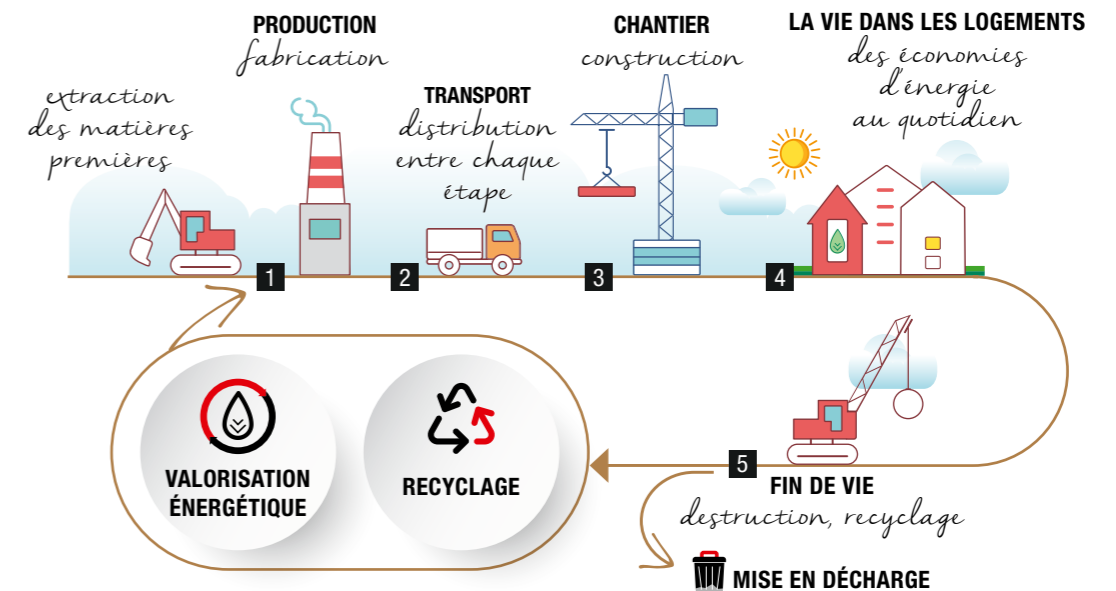 extraction
des matières
premières
1
PRODUCTION
fabrication
2
TRANSPORT
distribution
entre chaque
étape
3
CHANTIER
construction
4
LA VIE DANS LES LOGEMENTS
des économies
d'énergie
au quotidien
5
FIN DE VIE
destruction, recyclage
MISE EN DÉCHARGE
RECYCLAGE
VALORISATION
ÉNERGÉTIQUE